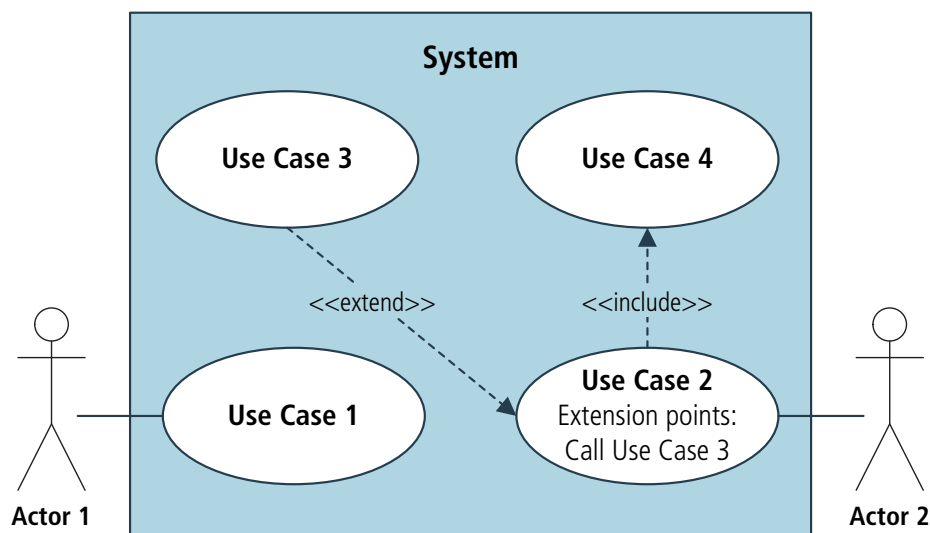 System
Use Case 3
Use Case 4
<<extend>>
<<include>>
Use Case 1
Use Case 2
Extension points:
Call Use Case 3
Actor 1
Actor 2